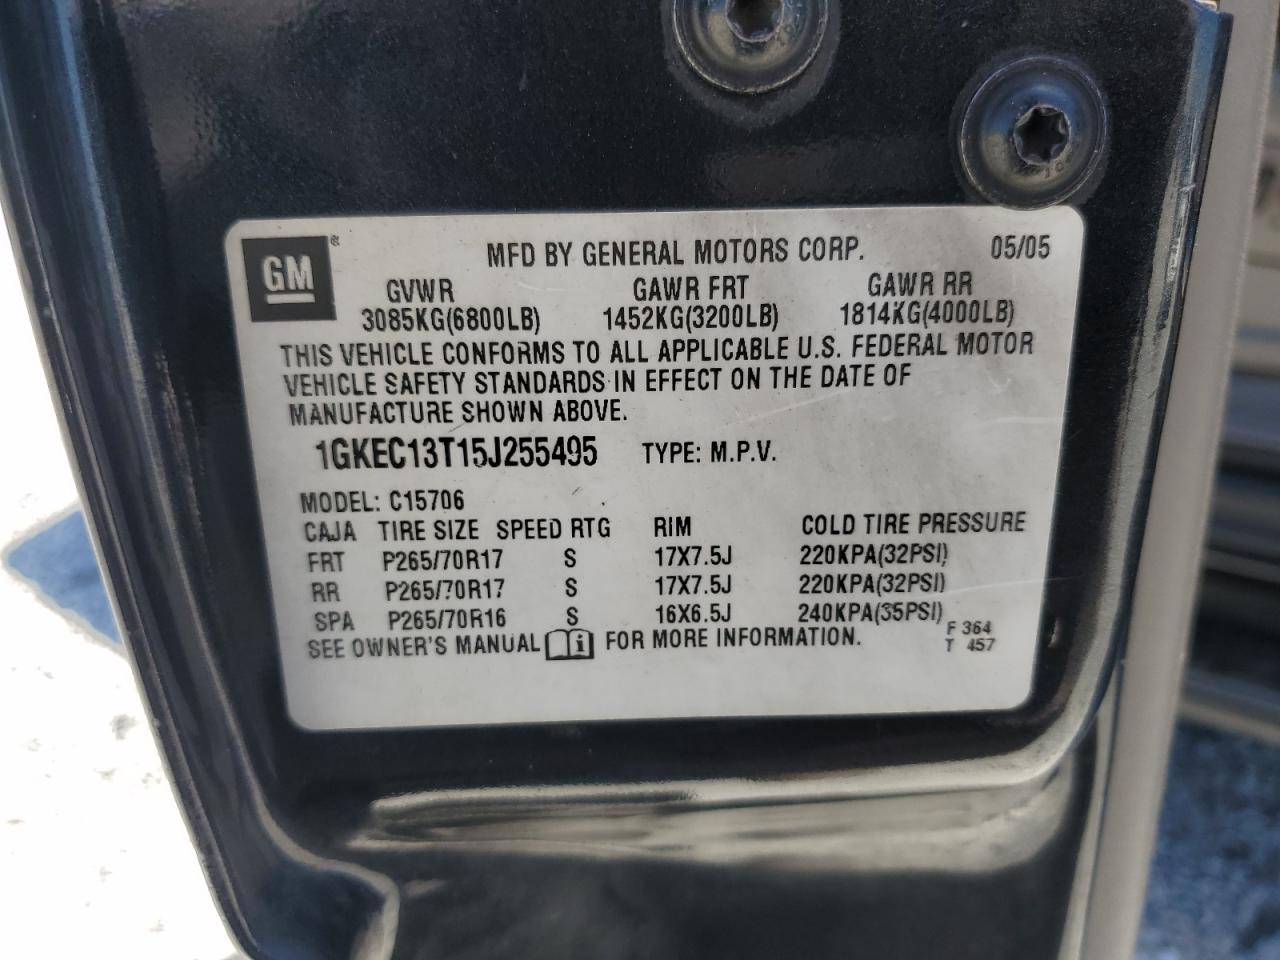 GM ® MFD BY GENERAL MOTORS CORP. 05/05
GVWR GAWR FRT GAWR RR
3085KG(6800LB) 1452KG(3200LB) 1814KG(4000LB)
THIS VEHICLE CONFORMS TO ALL APPLICABLE U.S. FEDERAL MOTOR
VEHICLE SAFETY STANDARDS IN EFFECT ON THE DATE OF
MANUFACTURE SHOWN ABOVE.
1GKEC13T15J255495 TYPE: M.P.V.
MODEL: C15706
CAJA TIRE SIZE SPEED RTG RIM COLD TIRE PRESSURE
FRT P265/70R17 S 17X7.5J 220KPA(32PSI)
RR P265/70R17 S 17X7.5J 220KPA(32PSI)
SPA P265/70R16 S 16X6.5J 240KPA(35PSI)
SEE OWNER'S MANUAL i FOR MORE INFORMATION.
F 364
T 457